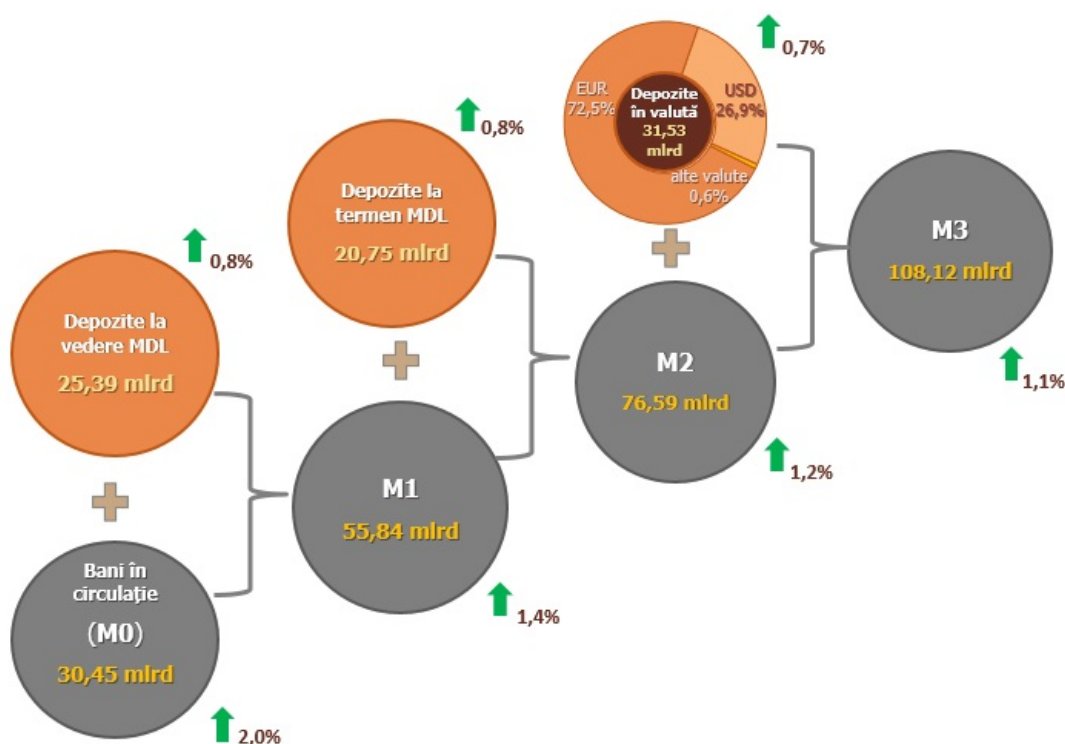 0,7%
EUR
72,5%
Depozite
în valută
31,53
mlrd
USD
26,9%
alte valute
0,6%
0,8%
Depozite la
termen MDL
20,75 mlrd
M3
108,12 mlrd
1,1%
0,8%
Depozite la
vedere MDL
25,39 mlrd
M2
76,59 mlrd
1,2%
M1
55,84 mlrd
1,4%
Bani în
circulație
(M0)
30,45 mlrd
2,0%